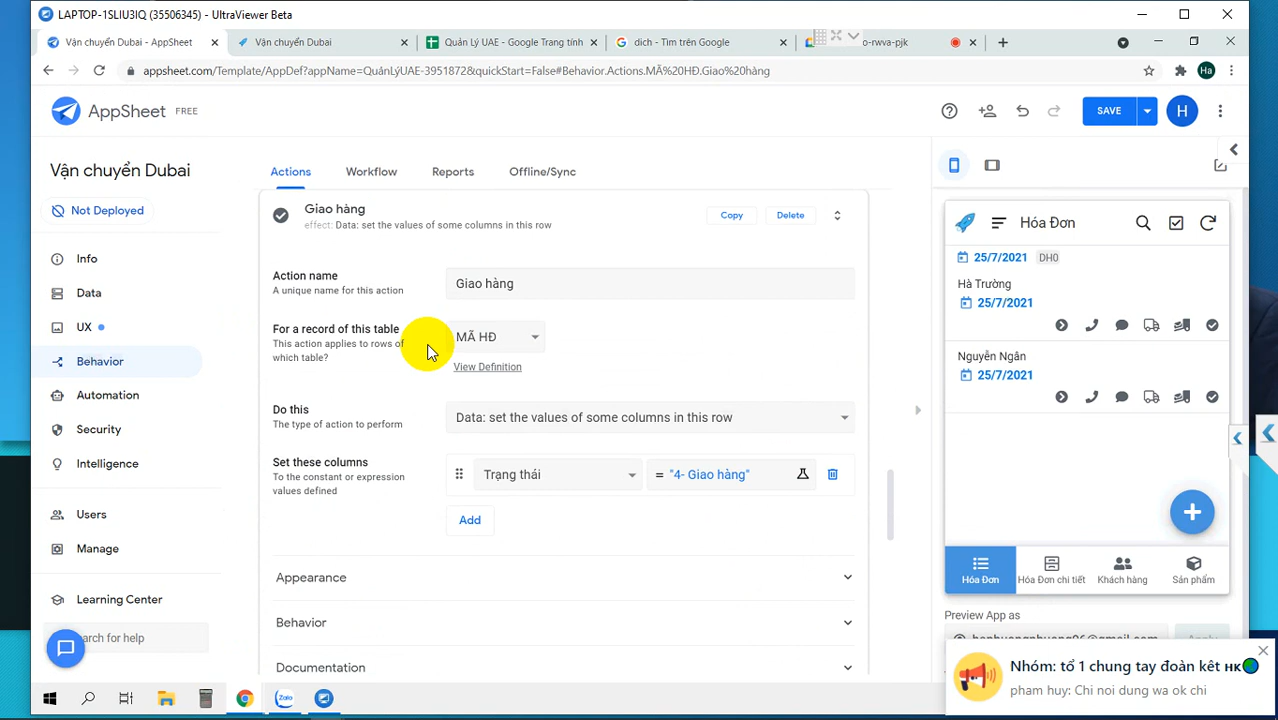 LAPTOP-1SLIU3IQ (35506345) - UltraViewer Beta
Vận chuyển Dubai - AppSheet
Vận chuyển Dubai
Quản Lý UAE - Google Trang tính
dich - Tìm trên Google
o-rwva-pjk
appsheet.com/Template/AppDef?appName=QuảnLýUAE-3951872&quickStart=False#Behavior.Actions.MÃ%20HĐ.Giao%20hàng
Ha
AppSheet FREE
SAVE
H
Vận chuyển Dubai
Not Deployed
Info
Data
UX
Behavior
Automation
Security
Intelligence
Users
Manage
Learning Center
earch for help
Actions Workflow Reports Offline/Sync
Giao hàng
effect: Data: set the values of some columns in this row
Copy Delete
Action name
A unique name for this action
Giao hàng
For a record of this table
This action applies to rows of
which table?
MÃ HĐ
View Definition
Do this
The type of action to perform
Data: set the values of some columns in this row
Set these columns
To the constant or expression
values defined
Trạng thái
= "4- Giao hàng"
Add
Appearance
Behavior
Documentation
Hóa Đơn
25/7/2021 DH0
Hà Trường
25/7/2021
Nguyễn Ngân
25/7/2021
Hóa Đơn
Hóa Đơn chi tiết
Khách hàng
Sản phẩm
Preview App as
Nhóm: tổ 1 chung tay đoàn kết
pham huy: Chi noi dung wa ok chi